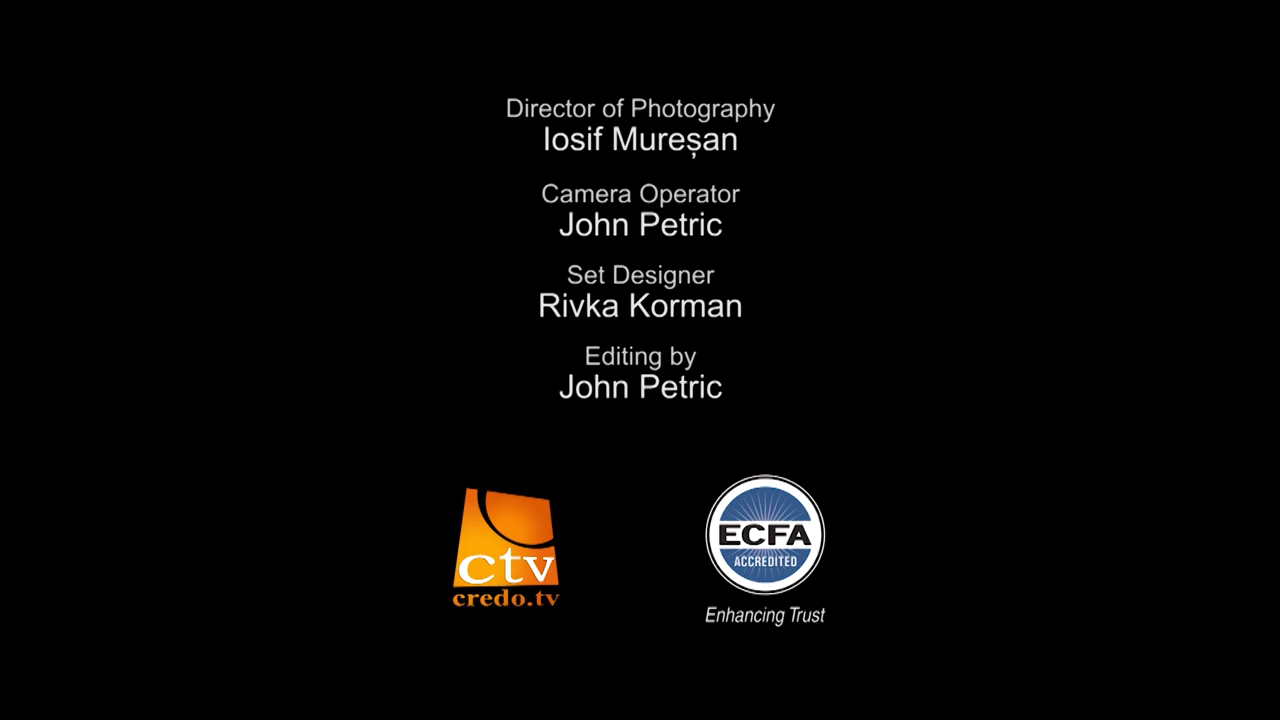 Director of Photography
Iosif Mureșan
Camera Operator
John Petric
Set Designer
Rivka Korman
Editing by
John Petric
ctv
credo.tv
ECFA
ACCREDITED
Enhancing Trust